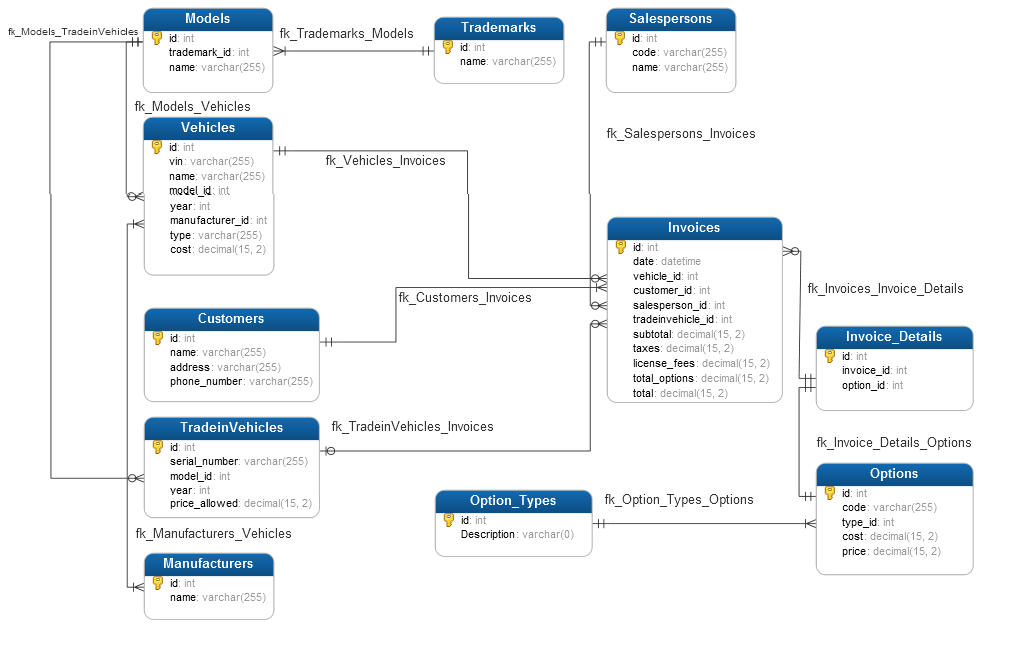 fk_Models_TradeinVehicles
Models
id: int
trademark_id: int
name: varchar(255)
fk_Trademarks_Models
Trademarks
id: int
name: varchar(255)
Salespersons
id: int
code: varchar(255)
name: varchar(255)
fk_Models_Vehicles
fk_Salespersons_Invoices
Vehicles
id: int
vin: varchar(255)
name: varchar(255)
model_id: int
year: int
manufacturer_id: int
type: varchar(255)
cost: decimal(15, 2)
fk_Vehicles_Invoices
Invoices
id: int
date: datetime
vehicle_id: int
customer_id: int
salesperson_id: int
tradeinvehicle_id: int
subtotal: decimal(15, 2)
taxes: decimal(15, 2)
license_fees: decimal(15, 2)
total_options: decimal(15, 2)
total: decimal(15, 2)
fk_Invoices_Invoice_Details
fk_Customers_Invoices
Customers
id: int
name: varchar(255)
address: varchar(255)
phone_number: varchar(255)
Invoice_Details
id: int
invoice_id: int
option_id: int
TradeinVehicles
id: int
serial_number: varchar(255)
model_id: int
year: int
price_allowed: decimal(15, 2)
fk_TradeinVehicles_Invoices
fk_Invoice_Details_Options
Options
id: int
code: varchar(255)
type_id: int
cost: decimal(15, 2)
price: decimal(15, 2)
Option_Types
id: int
Description: varchar(0)
fk_Option_Types_Options
fk_Manufacturers_Vehicles
Manufacturers
id: int
name: varchar(255)